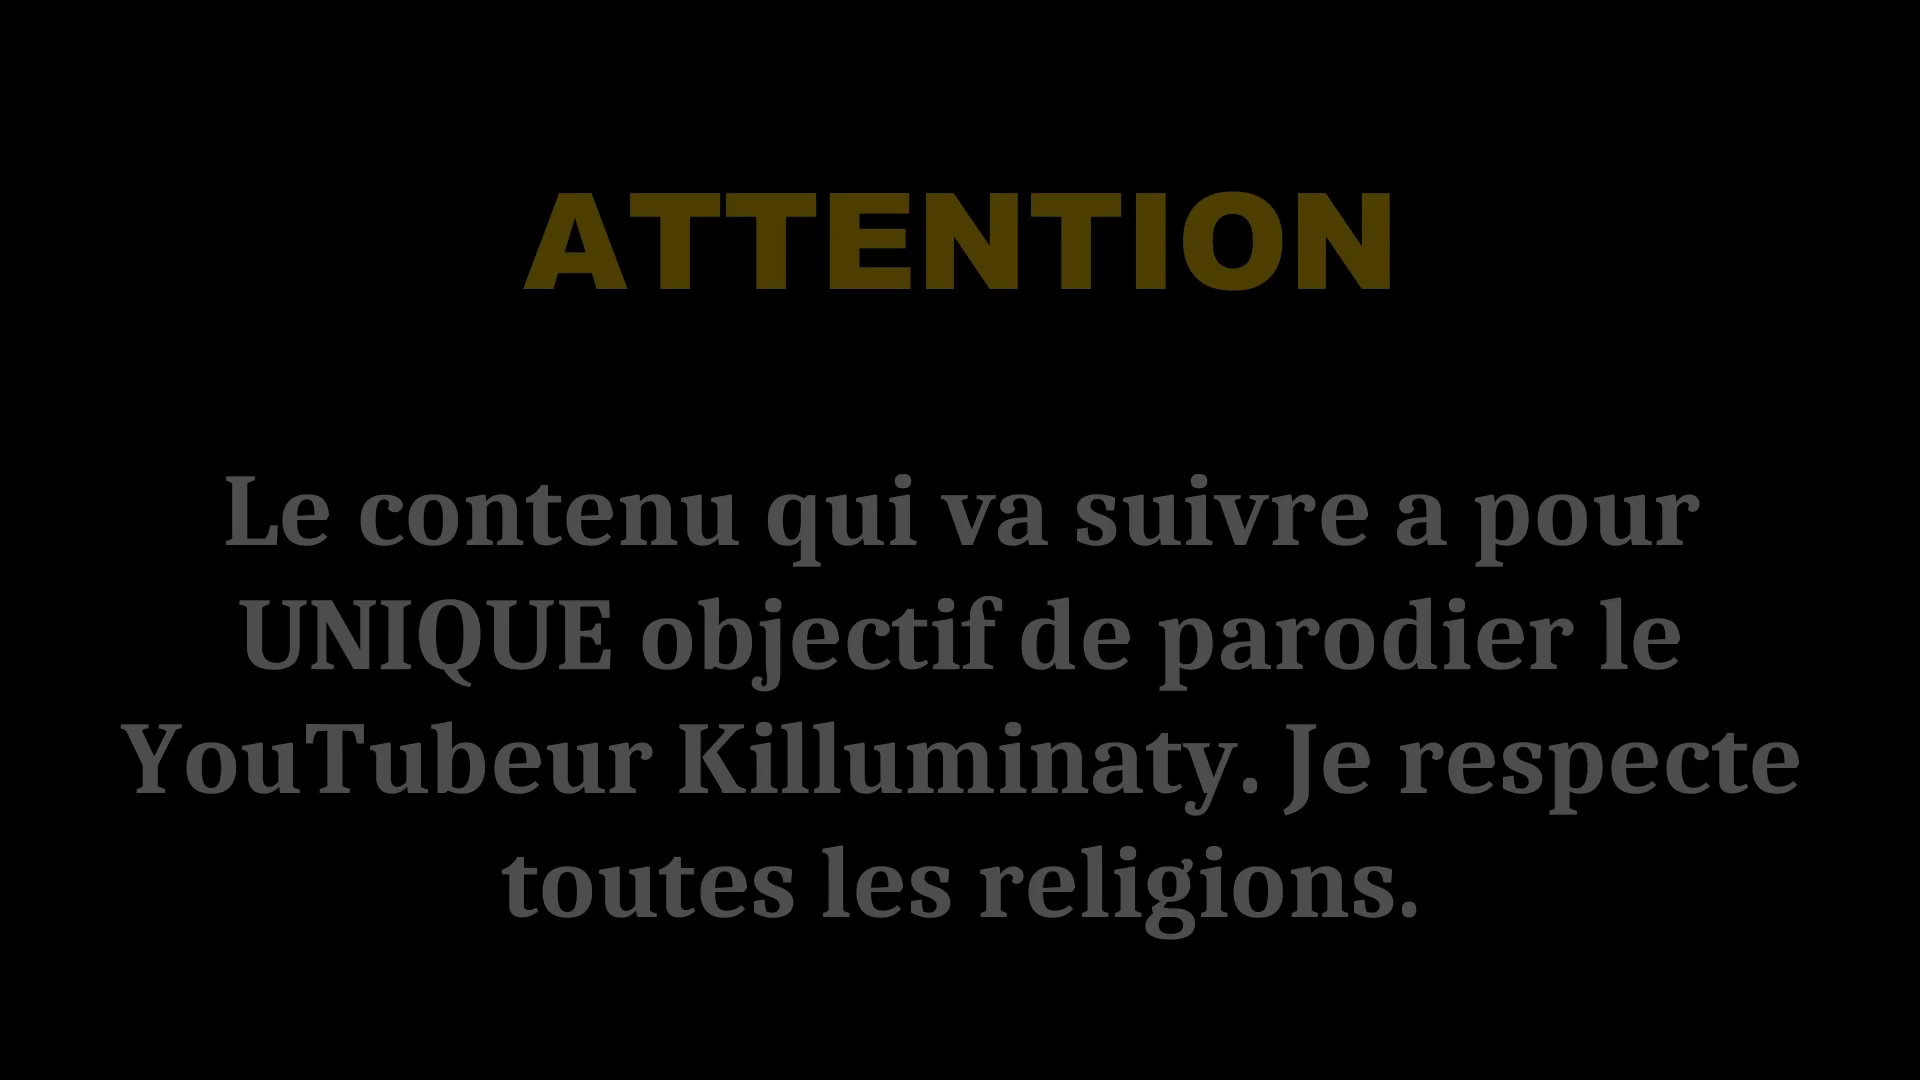 ATTENTION
Le contenu qui va suivre a pour
UNIQUE objectif de parodier le
YouTubeur Killuminaty. Je respecte
toutes les religions.